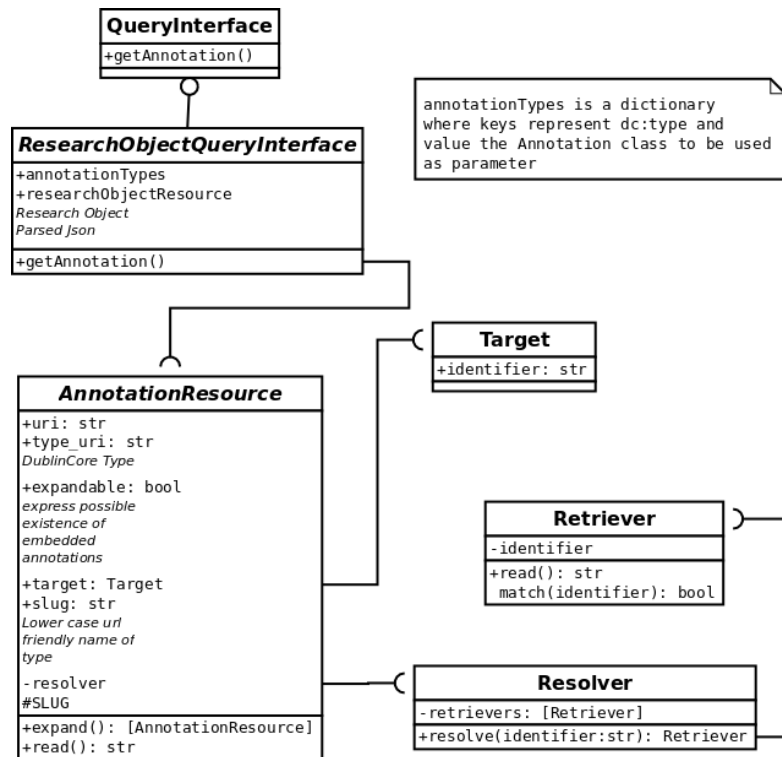 QueryInterface
+getAnnotation()
annotationTypes is a dictionary
where keys represent dc:type and
value the Annotation class to be used
as parameter
ResearchObjectQueryInterface
+annotationTypes
+researchObjectResource
Research Object
Parsed Json
+getAnnotation()
Target
+identifier: str
AnnotationResource
+uri: str
+type_uri: str
DublinCore Type
+expandable: bool
express possible
existence of
embedded
annotations
+target: Target
+slug: str
Lower case url
friendly name of
type
-resolver
#SLUG
+expand(): [AnnotationResource]
+read(): str
Retriever
-identifier
+read(): str
match(identifier): bool
Resolver
-retrievers: [Retriever]
+resolve(identifier:str): Retriever